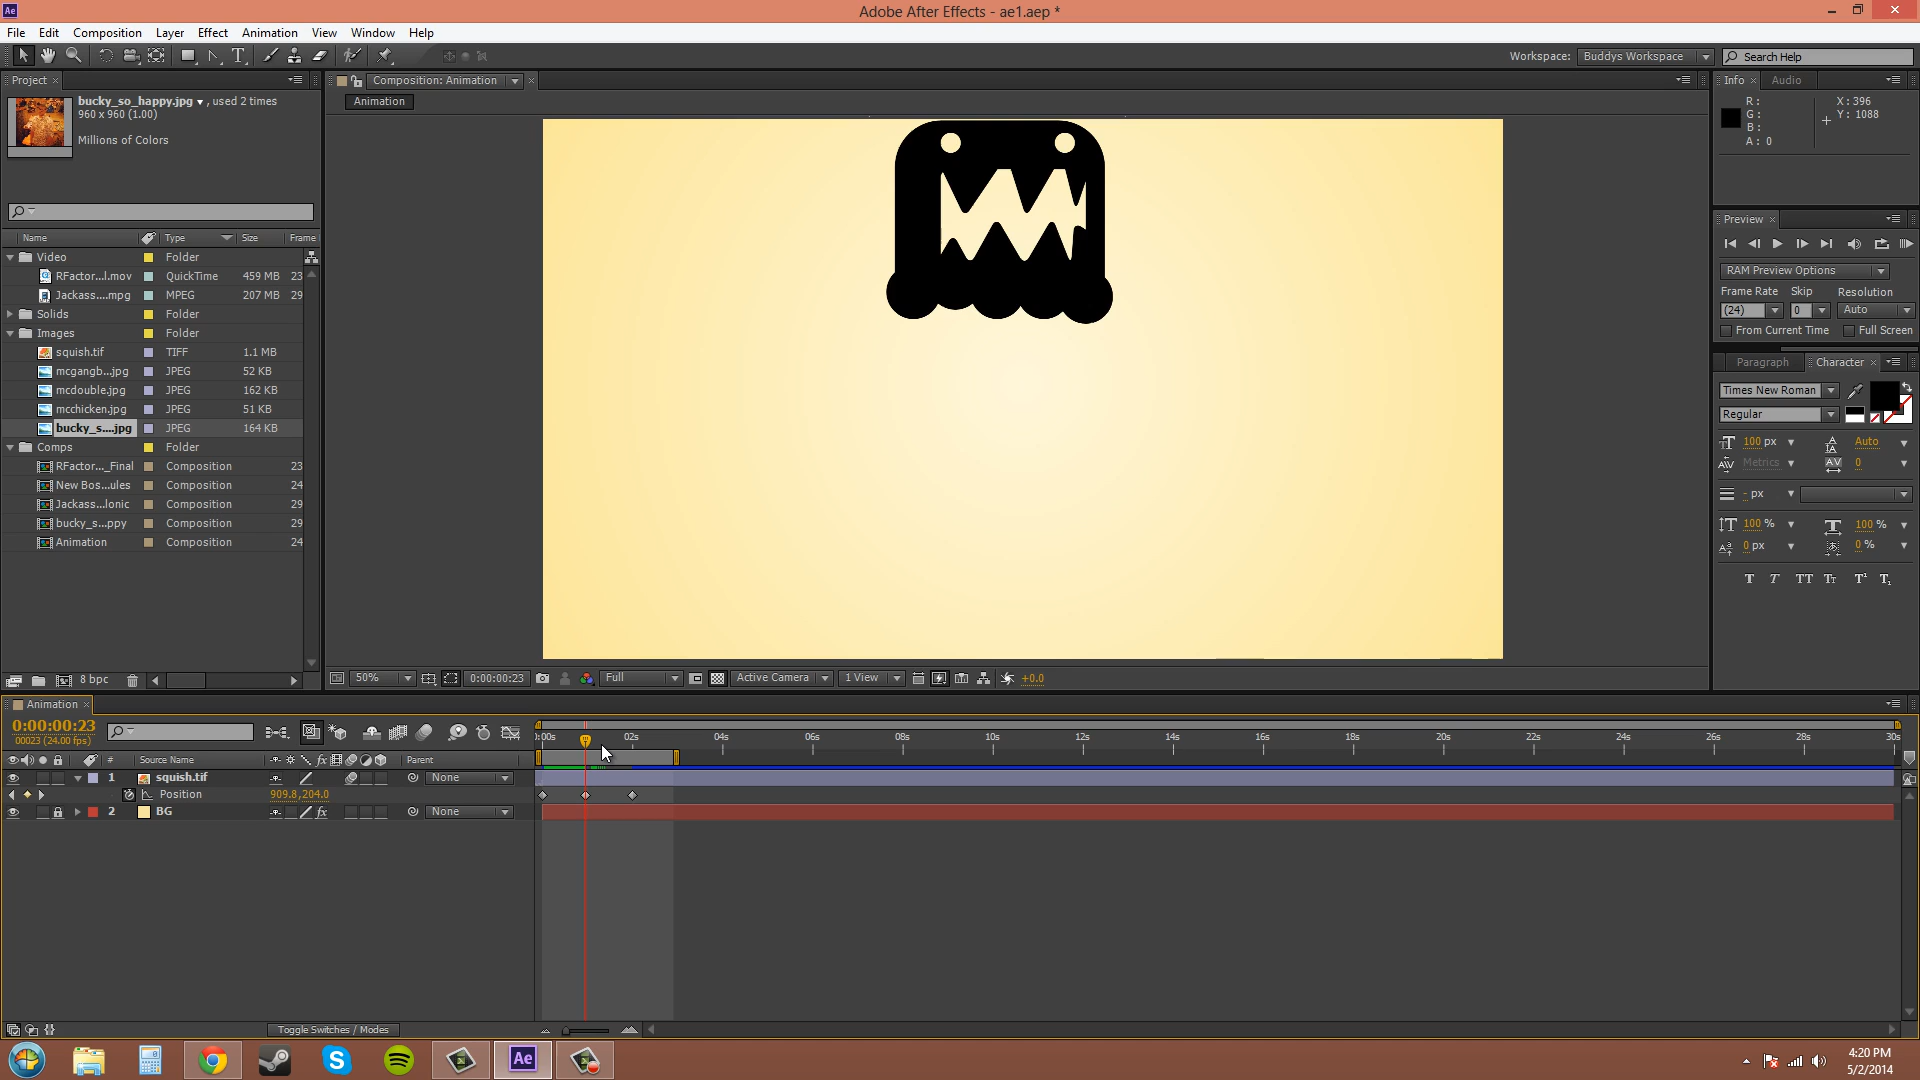 Ae
Adobe After Effects - ae1.aep *
File Edit Composition Layer Effect Animation View Window Help
Workspace: Buddys Workspace Search Help
Project
bucky_so_happy.jpg , used 2 times
960 x 960 (1.00)
Millions of Colors
Name Type Size Frame
Video Folder
RFactor...l.mov QuickTime 459 MB 23
Jackass....mpg MPEG 207 MB 29
Solids Folder
Images Folder
squish.tif TIFF 1.1 MB
mcgangb...jpg JPEG 52 KB
mcdouble.jpg JPEG 162 KB
mcchicken.jpg JPEG 51 KB
bucky_s....jpg JPEG 164 KB
Comps Folder
RFactor..._Final Composition 23
New Bos...ules Composition 24
Jackass...lonic Composition 29
bucky_s...ppy Composition 29
Animation Composition 24
8 bpc
Composition: Animation
Animation
50% 0:00:00:23 Full Active Camera 1 View +0.0
Info Audio
R: X: 396
G: Y: 1088
B:
A: 0
Preview
RAM Preview Options
Frame Rate Skip Resolution
(24) 0 Auto
From Current Time Full Screen
Paragraph Character
Times New Roman
Regular
100 px Auto
Metrics 0
- px
100 % 100 %
0 px 0 %
T T TT Tt T¹ T₁
Animation
0:00:00:23
00023 (24.00 fps)
# Source Name fx Parent
1 squish.tif None
Position 909.8,204.0
2 BG fx None
0:00s 02s 04s 06s 08s 10s 12s 14s 16s 18s 20s 22s 24s 26s 28s 30s
Toggle Switches / Modes
Ae
4:20 PM
5/2/2014